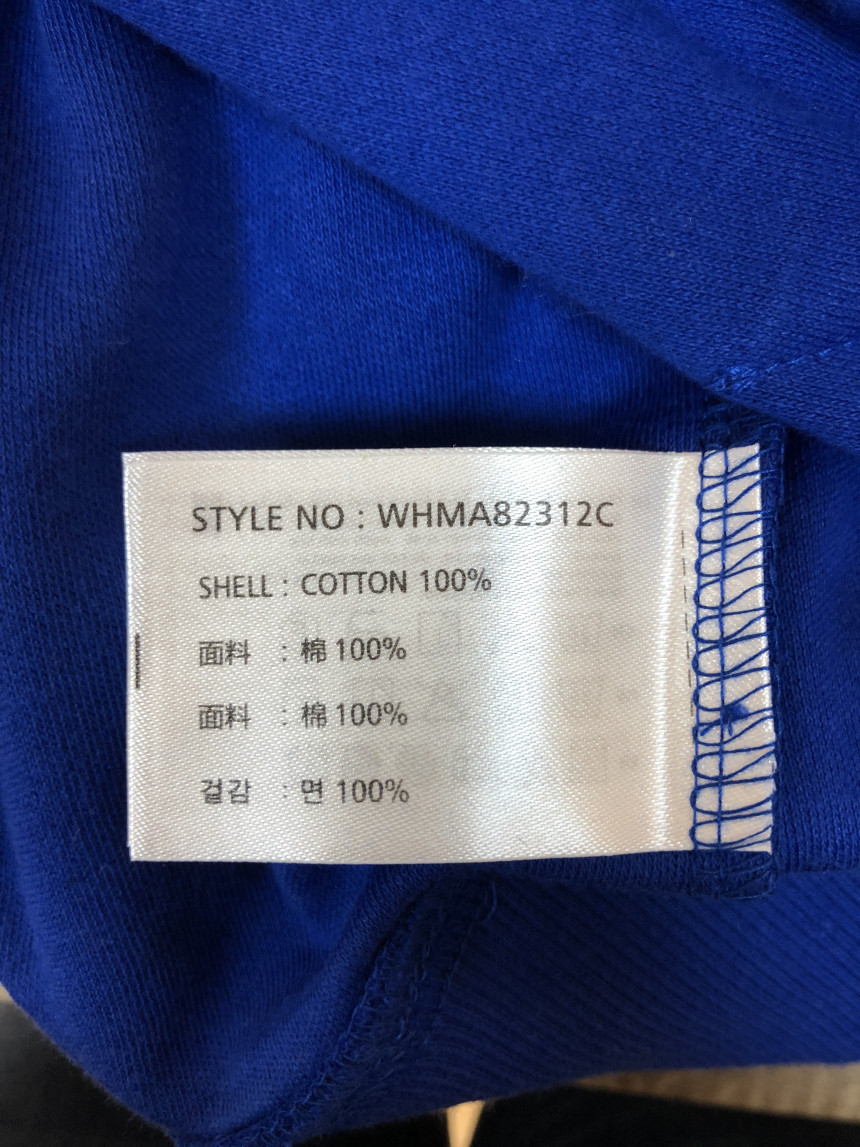 STYLE NO : WHMA82312C
SHELL : COTTON 100%
面料 : 棉 100%
面料 : 棉 100%
겉감 : 면 100%